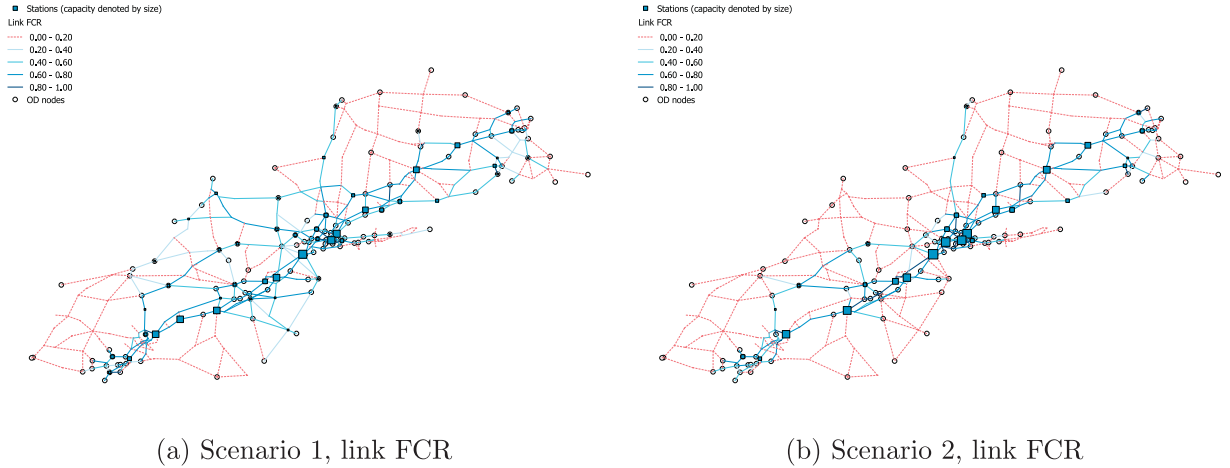 Stations (capacity denoted by size)
Link FCR
0.00 - 0.20
0.20 - 0.40
0.40 - 0.60
0.60 - 0.80
0.80 - 1.00
OD nodes
(a) Scenario 1, link FCR
Stations (capacity denoted by size)
Link FCR
0.00 - 0.20
0.20 - 0.40
0.40 - 0.60
0.60 - 0.80
0.80 - 1.00
OD nodes
(b) Scenario 2, link FCR